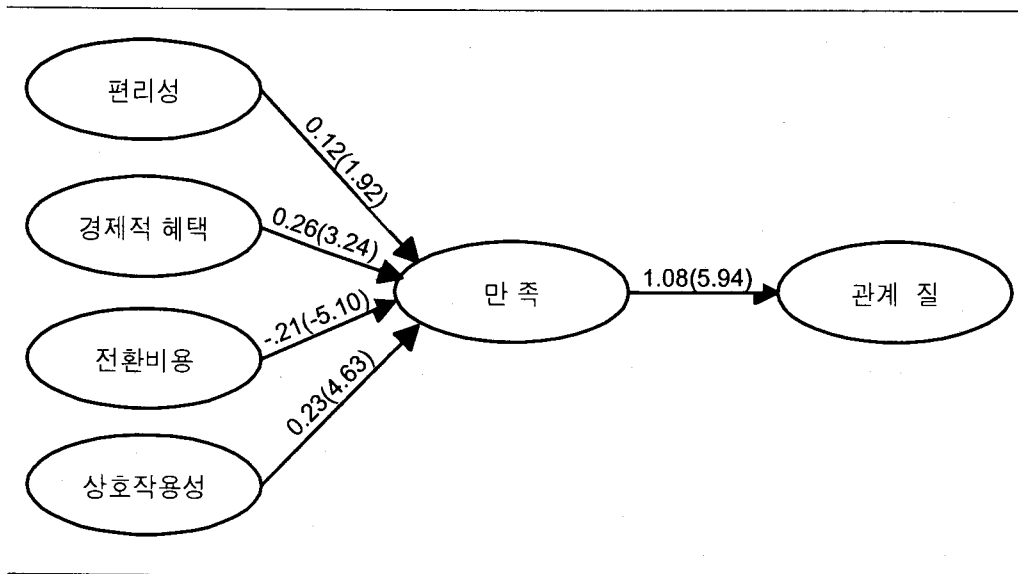 편리성
0.12(1.92)
경제적 혜택
0.26(3.24)
만 족
1.08(5.94)
관계 질
-.21(-5.10)
전환비용
0.23(4.63)
상호작용성